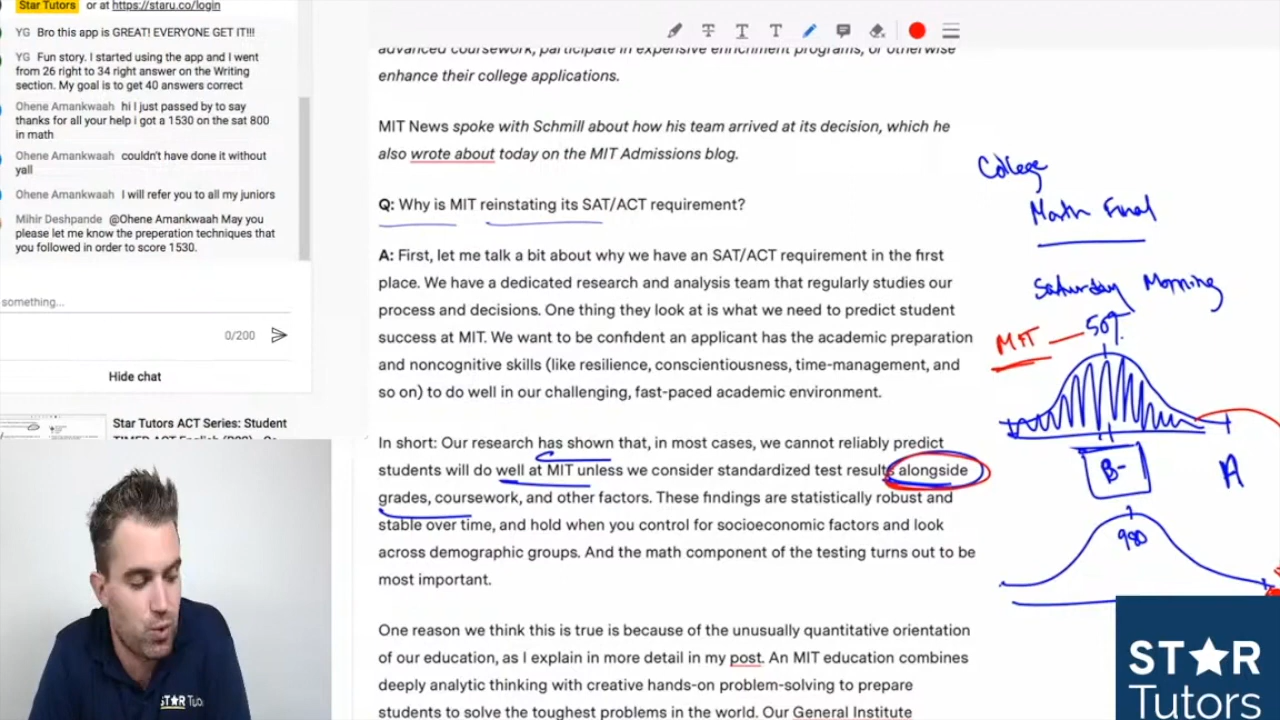 Star Tutors or at https://staru.co/login
YG Bro this app is GREAT! EVERYONE GET IT!!!
YG Fun story. I started using the app and I went
from 26 right to 34 right answer on the Writing
section. My goal is to get 40 answers correct
Ohene Amankwaah hi I just passed by to say
thanks for all your help i got a 1530 on the sat 800
in math
Ohene Amankwaah couldn't have done it without
yall
Ohene Amankwaah I will refer you to all my juniors
Mihir Deshpande @Ohene Amankwaah May you
please let me know the preperation techniques that
you followed in order to score 1530.
something...
0/200
Hide chat
Star Tutors ACT Series: Student
advanced coursework, participate in expensive enrichment programs, or otherwise
enhance their college applications.
MIT News spoke with Schmill about how his team arrived at its decision, which he
also wrote about today on the MIT Admissions blog.
Q: Why is MIT reinstating its SAT/ACT requirement?
A: First, let me talk a bit about why we have an SAT/ACT requirement in the first
place. We have a dedicated research and analysis team that regularly studies our
process and decisions. One thing they look at is what we need to predict student
success at MIT. We want to be confident an applicant has the academic preparation
and noncognitive skills (like resilience, conscientiousness, time-management, and
so on) to do well in our challenging, fast-paced academic environment.
In short: Our research has shown that, in most cases, we cannot reliably predict
students will do well at MIT unless we consider standardized test results alongside
grades, coursework, and other factors. These findings are statistically robust and
stable over time, and hold when you control for socioeconomic factors and look
across demographic groups. And the math component of the testing turns out to be
most important.
One reason we think this is true is because of the unusually quantitative orientation
of our education, as I explain in more detail in my post. An MIT education combines
deeply analytic thinking with creative hands-on problem-solving to prepare
students to solve the toughest problems in the world. Our General Institute
College
Math Final
Saturday Morning
MIT
B-
A
980
STAR
Tutors
STAR Tu